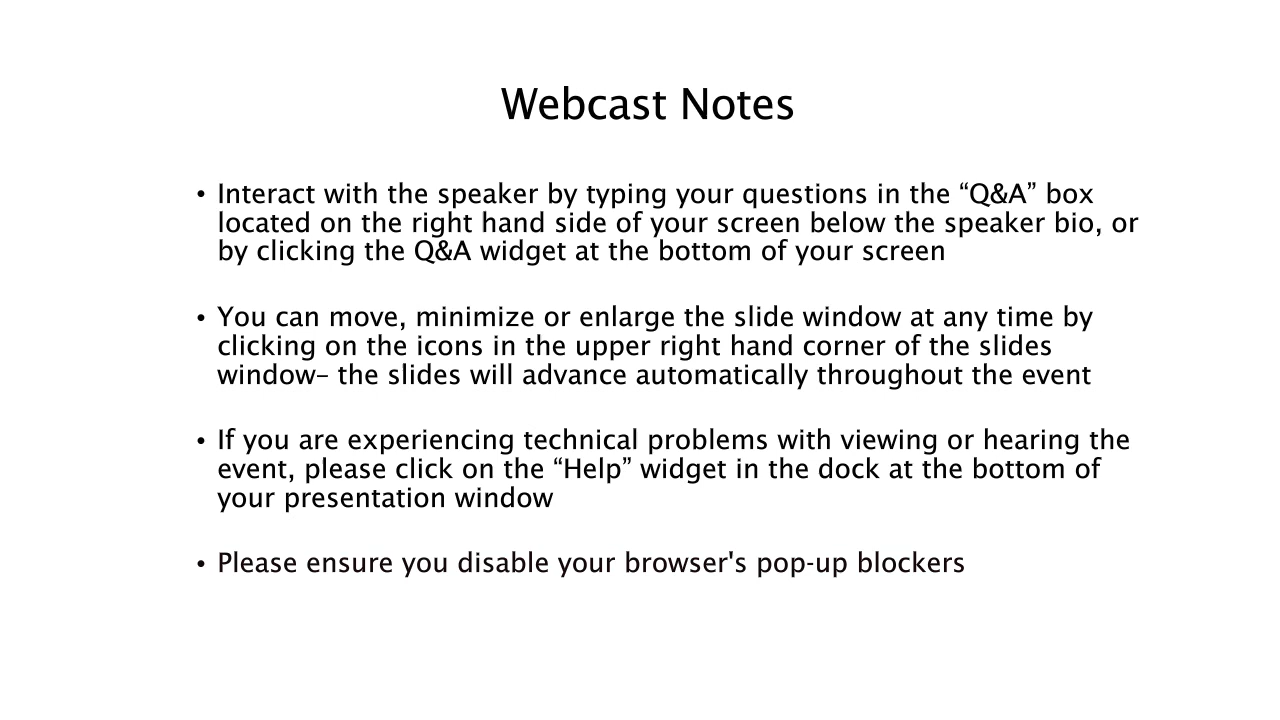 Webcast Notes
• Interact with the speaker by typing your questions in the “Q&A” box
located on the right hand side of your screen below the speaker bio, or
by clicking the Q&A widget at the bottom of your screen
• You can move, minimize or enlarge the slide window at any time by
clicking on the icons in the upper right hand corner of the slides
window– the slides will advance automatically throughout the event
• If you are experiencing technical problems with viewing or hearing the
event, please click on the “Help” widget in the dock at the bottom of
your presentation window
• Please ensure you disable your browser's pop-up blockers